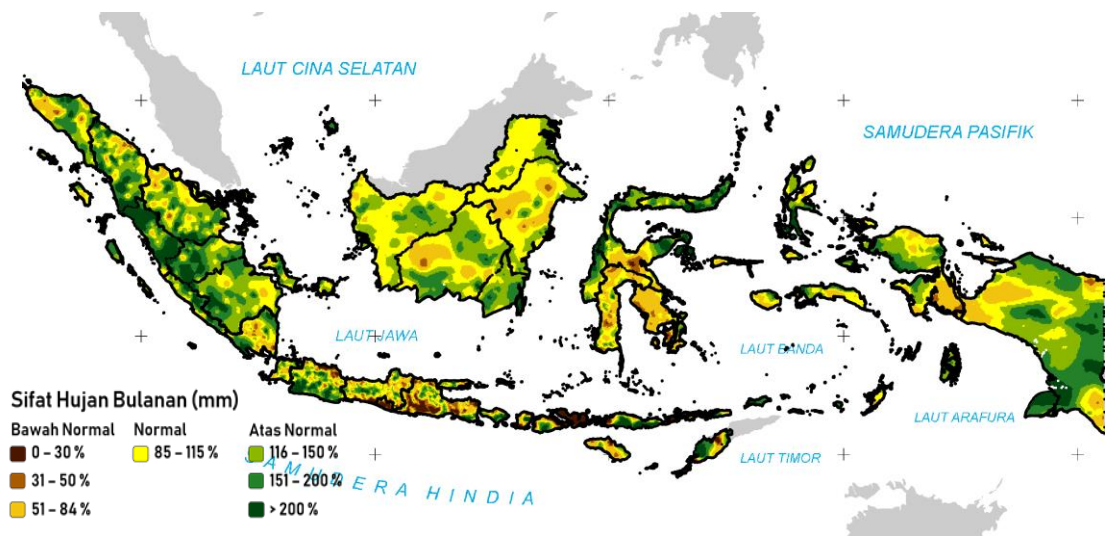 LAUT CINA SELATAN
SAMUDERA PASIFIK
LAUT JAWA
LAUT BANDA
LAUT ARAFURA
LAUT TIMOR
SAMUDERA HINDIA
Sifat Hujan Bulanan (mm)
Bawah Normal
0 – 30 %
31 – 50 %
51 – 84 %
Normal
85 – 115 %
Atas Normal
116 – 150 %
151 – 200 %
> 200 %